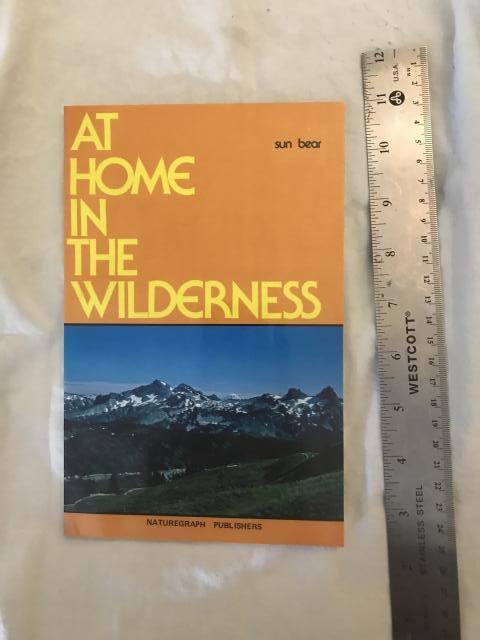 AT
HOME
IN
THE
WILDERNESS
sun bear
NATUREGRAPH PUBLISHERS
12
11
10
9
8
7
6
5
4
3
U.S.A.
MM
WESTCOTT®
STAINLESS STEEL